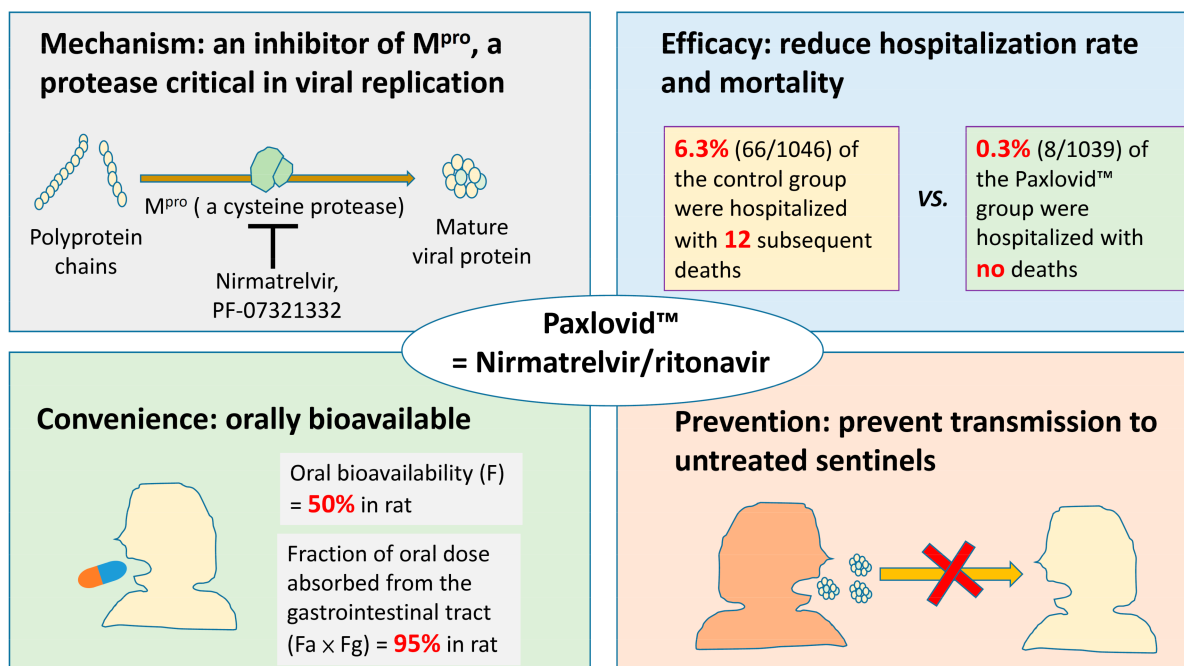 Mechanism: an inhibitor of Mᵖʳᵒ, a
protease critical in viral replication
Polyprotein
chains
Mᵖʳᵒ ( a cysteine protease)
Mature
viral protein
Nirmatrelvir,
PF-07321332
Efficacy: reduce hospitalization rate
and mortality
6.3% (66/1046) of
the control group
were hospitalized
with 12 subsequent
deaths
VS.
0.3% (8/1039) of
the Paxlovid™
group were
hospitalized with
no deaths
Paxlovid™
= Nirmatrelvir/ritonavir
Convenience: orally bioavailable
Oral bioavailability (F)
= 50% in rat
Fraction of oral dose
absorbed from the
gastrointestinal tract
(Fa × Fg) = 95% in rat
Prevention: prevent transmission to
untreated sentinels